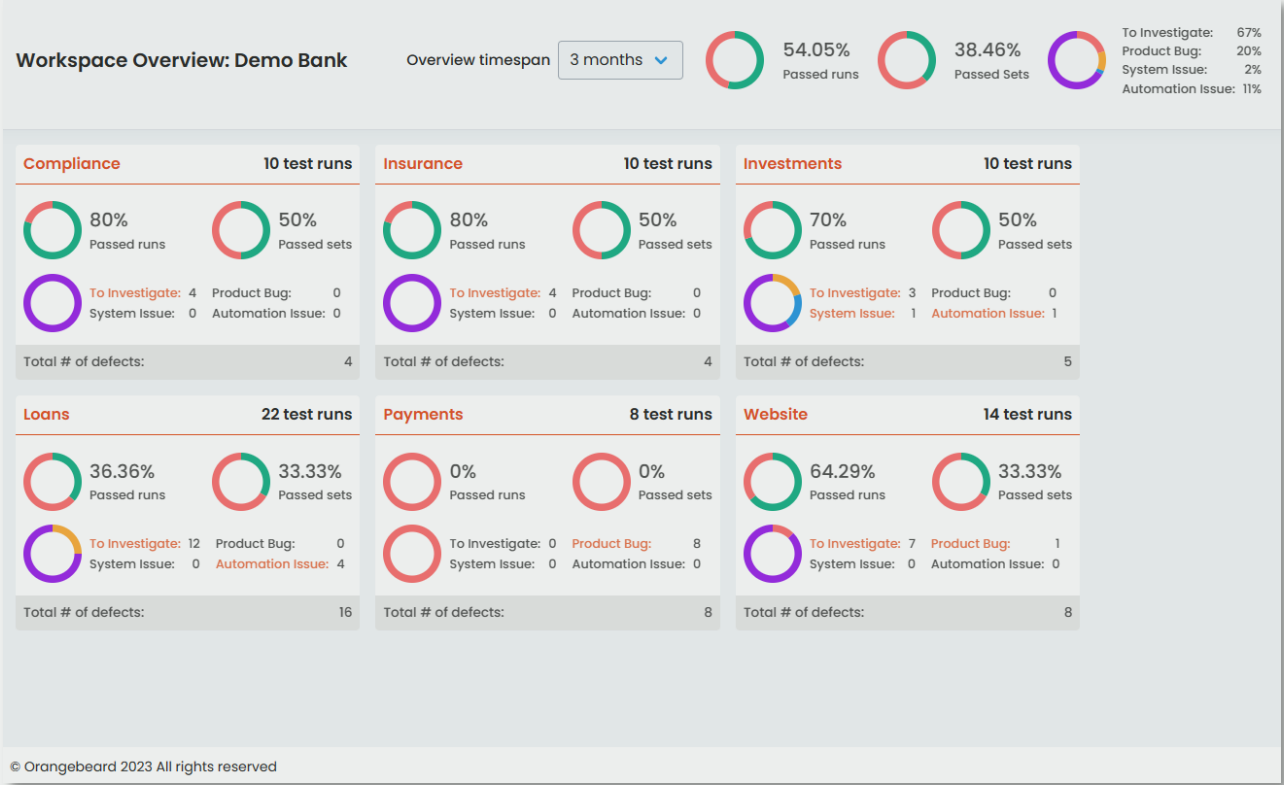 Workspace Overview: Demo Bank
Overview timespan 3 months
54.05%
Passed runs
38.46%
Passed Sets
To Investigate: 67%
Product Bug: 20%
System Issue: 2%
Automation Issue: 11%
Compliance 10 test runs
80%
Passed runs
50%
Passed sets
To Investigate: 4 Product Bug: 0
System Issue: 0 Automation Issue: 0
Total # of defects: 4
Insurance 10 test runs
80%
Passed runs
50%
Passed sets
To Investigate: 4 Product Bug: 0
System Issue: 0 Automation Issue: 0
Total # of defects: 4
Investments 10 test runs
70%
Passed runs
50%
Passed sets
To Investigate: 3 Product Bug: 0
System Issue: 1 Automation Issue: 1
Total # of defects: 5
Loans 22 test runs
36.36%
Passed runs
33.33%
Passed sets
To Investigate: 12 Product Bug: 0
System Issue: 0 Automation Issue: 4
Total # of defects: 16
Payments 8 test runs
0%
Passed runs
0%
Passed sets
To Investigate: 0 Product Bug: 8
System Issue: 0 Automation Issue: 0
Total # of defects: 8
Website 14 test runs
64.29%
Passed runs
33.33%
Passed sets
To Investigate: 7 Product Bug: 1
System Issue: 0 Automation Issue: 0
Total # of defects: 8
© Orangebeard 2023 All rights reserved